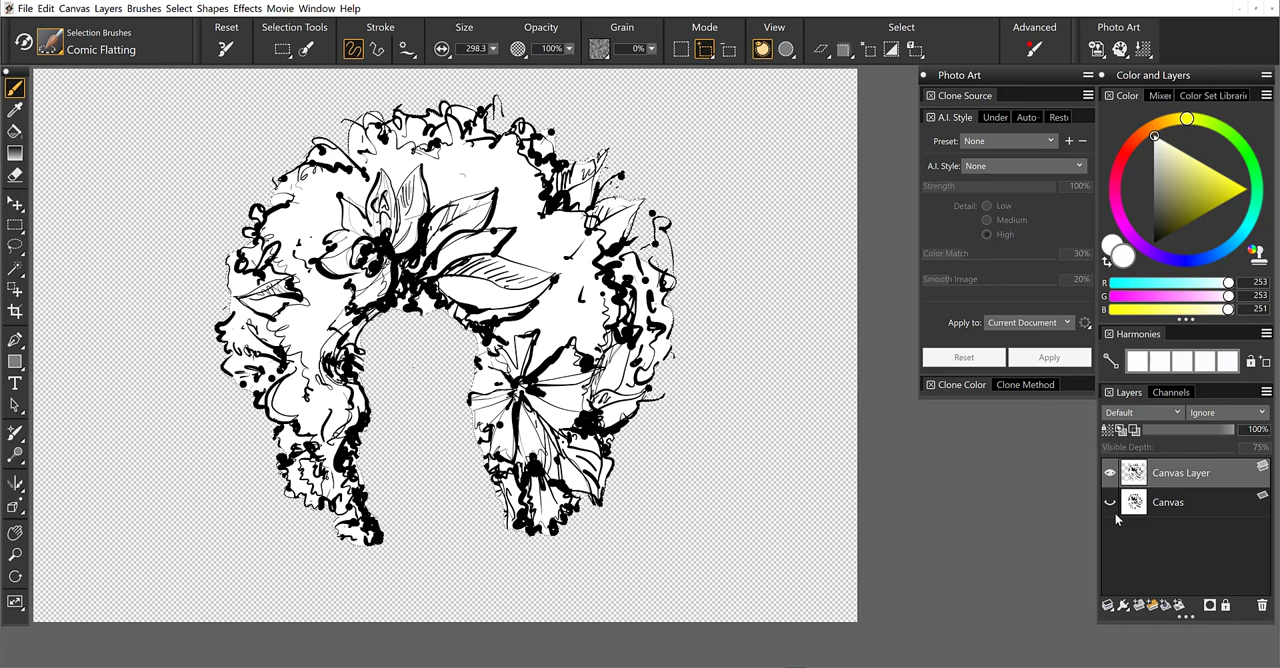 File Edit Canvas Layers Brushes Select Shapes Effects Movie Window Help
Selection Brushes
Comic Flatting
Reset
Selection Tools
Stroke
Size
298.3
Opacity
100%
Grain
0%
Mode
View
Select
Advanced
Photo Art
Photo Art
Clone Source
A.I. Style Under Auto- Rest
Preset: None
A.I. Style: None
Strength 100%
Detail: Low
Medium
High
Color Match 30%
Smooth Image 20%
Apply to: Current Document
Reset Apply
Clone Color Clone Method
Color and Layers
Color Mixe Color Set Librari
R 253
G 253
B 251
Harmonies
Layers Channels
Default Ignore
100%
Visible Depth: 75%
Canvas Layer
Canvas
T